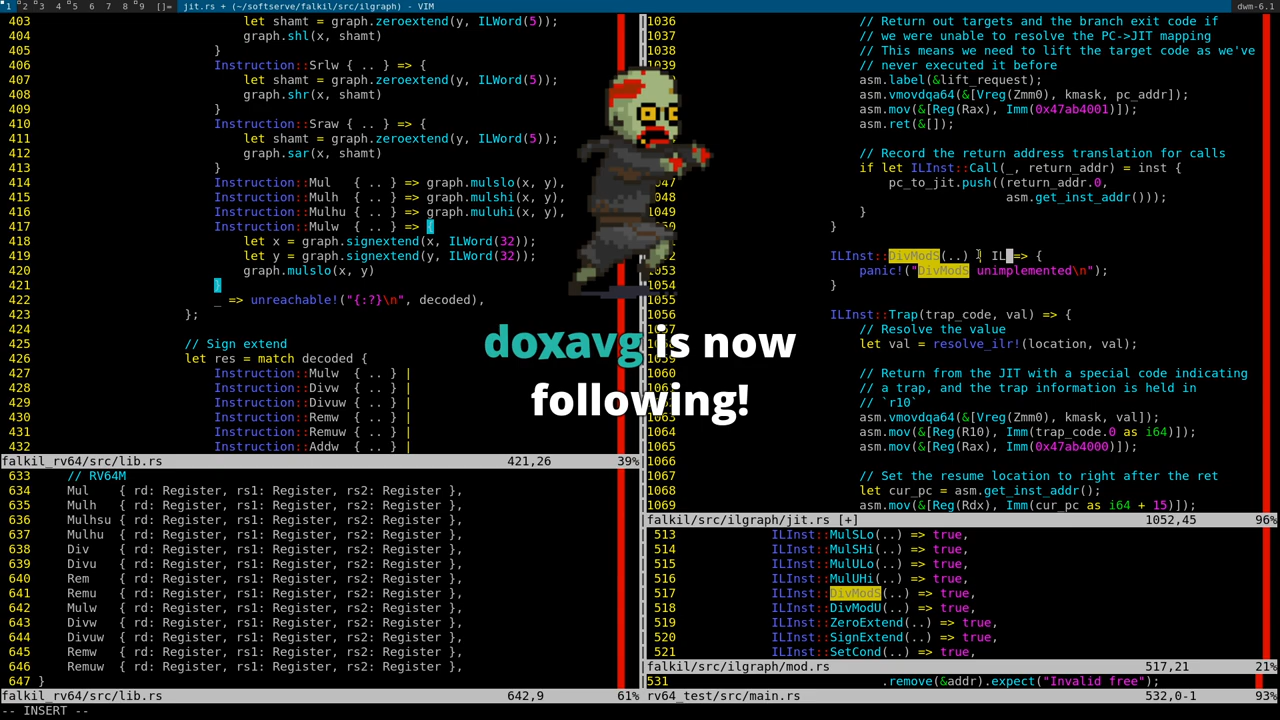 1 2 3 4 5 6 7 8 9 []= jit.rs + (~/softserve/falkil/src/ilgraph) - VIM dwm-6.1
403 let shamt = graph.zeroextend(y, ILWord(5));
404 graph.shl(x, shamt)
405 }
406 Instruction::Srlw { .. } => {
407 let shamt = graph.zeroextend(y, ILWord(5));
408 graph.shr(x, shamt)
409 }
410 Instruction::Sraw { .. } => {
411 let shamt = graph.zeroextend(y, ILWord(5));
412 graph.sar(x, shamt)
413 }
414 Instruction::Mul { .. } => graph.mulslo(x, y),
415 Instruction::Mulh { .. } => graph.mulshi(x, y),
416 Instruction::Mulhu { .. } => graph.muluhi(x, y),
417 Instruction::Mulw { .. } => {
418 let x = graph.signextend(x, ILWord(32));
419 let y = graph.signextend(y, ILWord(32));
420 graph.mulslo(x, y)
421 }
422 _ => unreachable!("{:?}\n", decoded),
423 };
424
425 // Sign extend
426 let res = match decoded {
427 Instruction::Mulw { .. } |
428 Instruction::Divw { .. } |
429 Instruction::Divuw { .. } |
430 Instruction::Remw { .. } |
431 Instruction::Remuw { .. } |
432 Instruction::Addw { .. } |
falkil_rv64/src/lib.rs 421,26 39%
633 // RV64M
634 Mul { rd: Register, rs1: Register, rs2: Register },
635 Mulh { rd: Register, rs1: Register, rs2: Register },
636 Mulhsu { rd: Register, rs1: Register, rs2: Register },
637 Mulhu { rd: Register, rs1: Register, rs2: Register },
638 Div { rd: Register, rs1: Register, rs2: Register },
639 Divu { rd: Register, rs1: Register, rs2: Register },
640 Rem { rd: Register, rs1: Register, rs2: Register },
641 Remu { rd: Register, rs1: Register, rs2: Register },
642 Mulw { rd: Register, rs1: Register, rs2: Register },
643 Divw { rd: Register, rs1: Register, rs2: Register },
644 Divuw { rd: Register, rs1: Register, rs2: Register },
645 Remw { rd: Register, rs1: Register, rs2: Register },
646 Remuw { rd: Register, rs1: Register, rs2: Register },
647 }
falkil_rv64/src/lib.rs 642,9 61%
-- INSERT --
1036 // Return out targets and the branch exit code if
1037 // we were unable to resolve the PC->JIT mapping
1038 // This means we need to lift the target code as we've
1039 // never executed it before
asm.label(&lift_request);
asm.vmovdqa64(&[Vreg(Zmm0), kmask, pc_addr]);
asm.mov(&[Reg(Rax), Imm(0x47ab4001)]);
asm.ret(&[]);
// Record the return address translation for calls
if let ILInst::Call(_, return_addr) = inst {
1047 pc_to_jit.push((return_addr.0,
1048 asm.get_inst_addr()));
1049 }
}
ILInst::DivModS(..) IL => {
1053 panic!("DivModS unimplemented\n");
1054 }
1055
1056 ILInst::Trap(trap_code, val) => {
1057 // Resolve the value
1058 let val = resolve_ilr!(location, val);
1059
1060 // Return from the JIT with a special code indicating
1061 // a trap, and the trap information is held in
1062 // `r10`
1063 asm.vmovdqa64(&[Vreg(Zmm0), kmask, val]);
1064 asm.mov(&[Reg(R10), Imm(trap_code.0 as i64)]);
1065 asm.mov(&[Reg(Rax), Imm(0x47ab4000)]);
1066
1067 // Set the resume location to right after the ret
1068 let cur_pc = asm.get_inst_addr();
1069 asm.mov(&[Reg(Rdx), Imm(cur_pc as i64 + 15)]);
falkil/src/ilgraph/jit.rs [+] 1052,45 96%
513 ILInst::MulSLo(..) => true,
514 ILInst::MulSHi(..) => true,
515 ILInst::MulULo(..) => true,
516 ILInst::MulUHi(..) => true,
517 ILInst::DivModS(..) => true,
518 ILInst::DivModU(..) => true,
519 ILInst::ZeroExtend(..) => true,
520 ILInst::SignExtend(..) => true,
521 ILInst::SetCond(..) => true,
falkil/src/ilgraph/mod.rs 517,21 21%
531 .remove(&addr).expect("Invalid free");
rv64_test/src/main.rs 532,0-1 93%
doxavg is now
following!